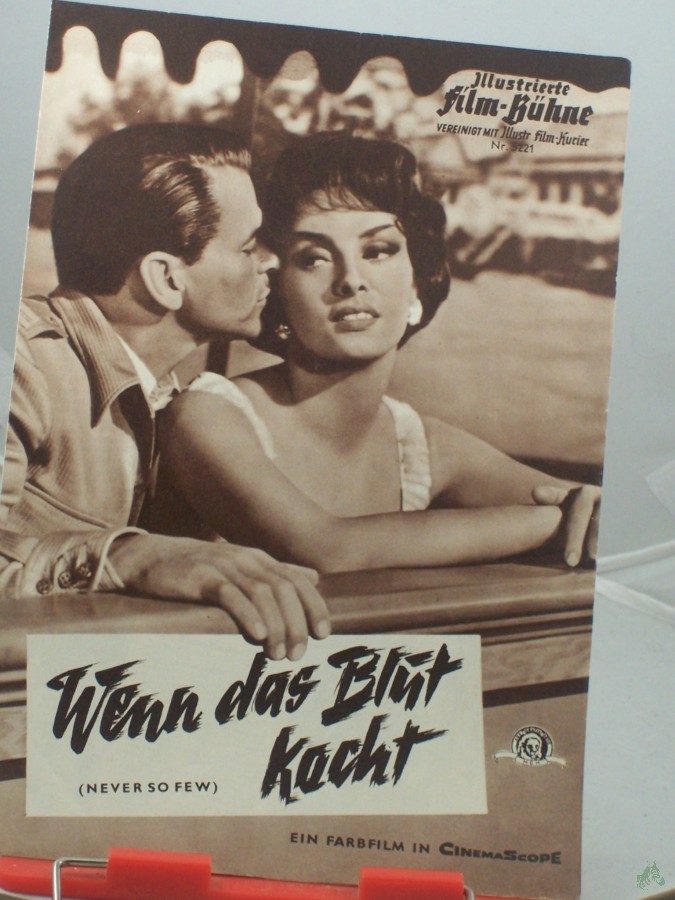 Illustrierte
Film-Bühne
VEREINIGT MIT Illustr. Film-Kurier
Nr. 5221
Wenn das Blut
kocht
(NEVER SO FEW)
EIN FARBFILM IN CINEMASCOPE